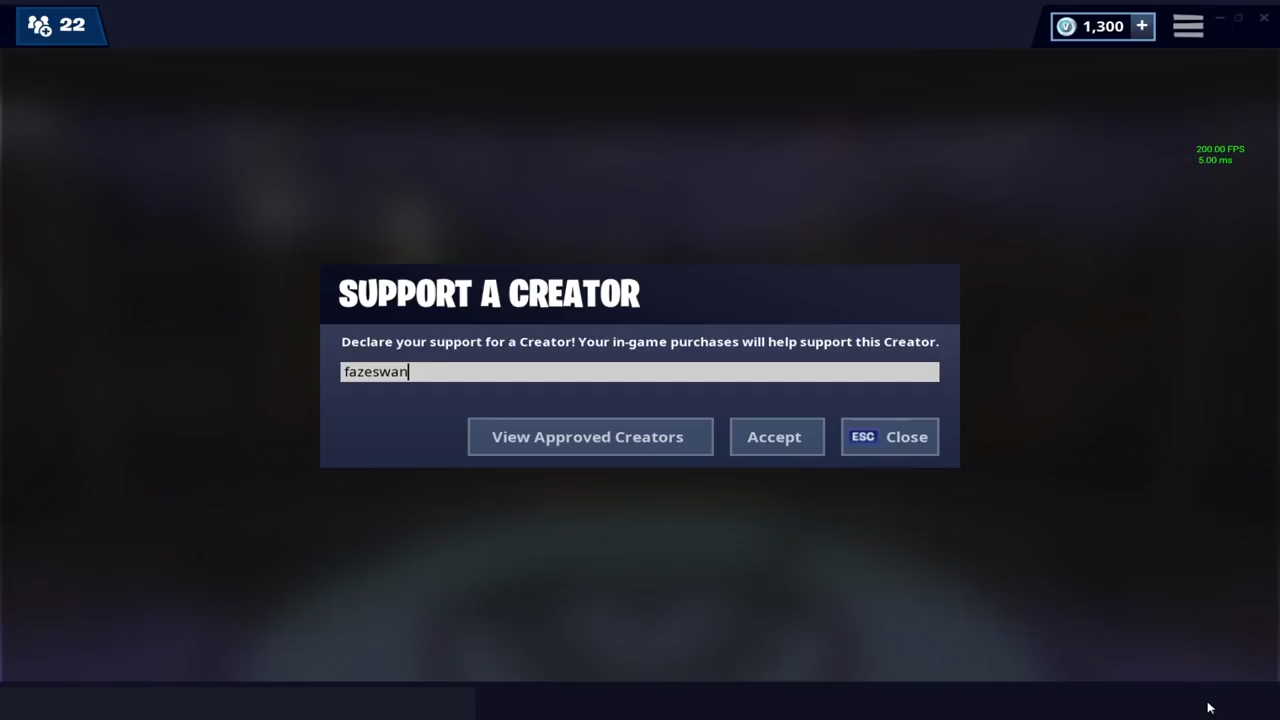 22
1,300 +
200.00 FPS
5.00 ms
SUPPORT A CREATOR
Declare your support for a Creator! Your in-game purchases will help support this Creator.
fazeswan
View Approved Creators
Accept
ESC Close